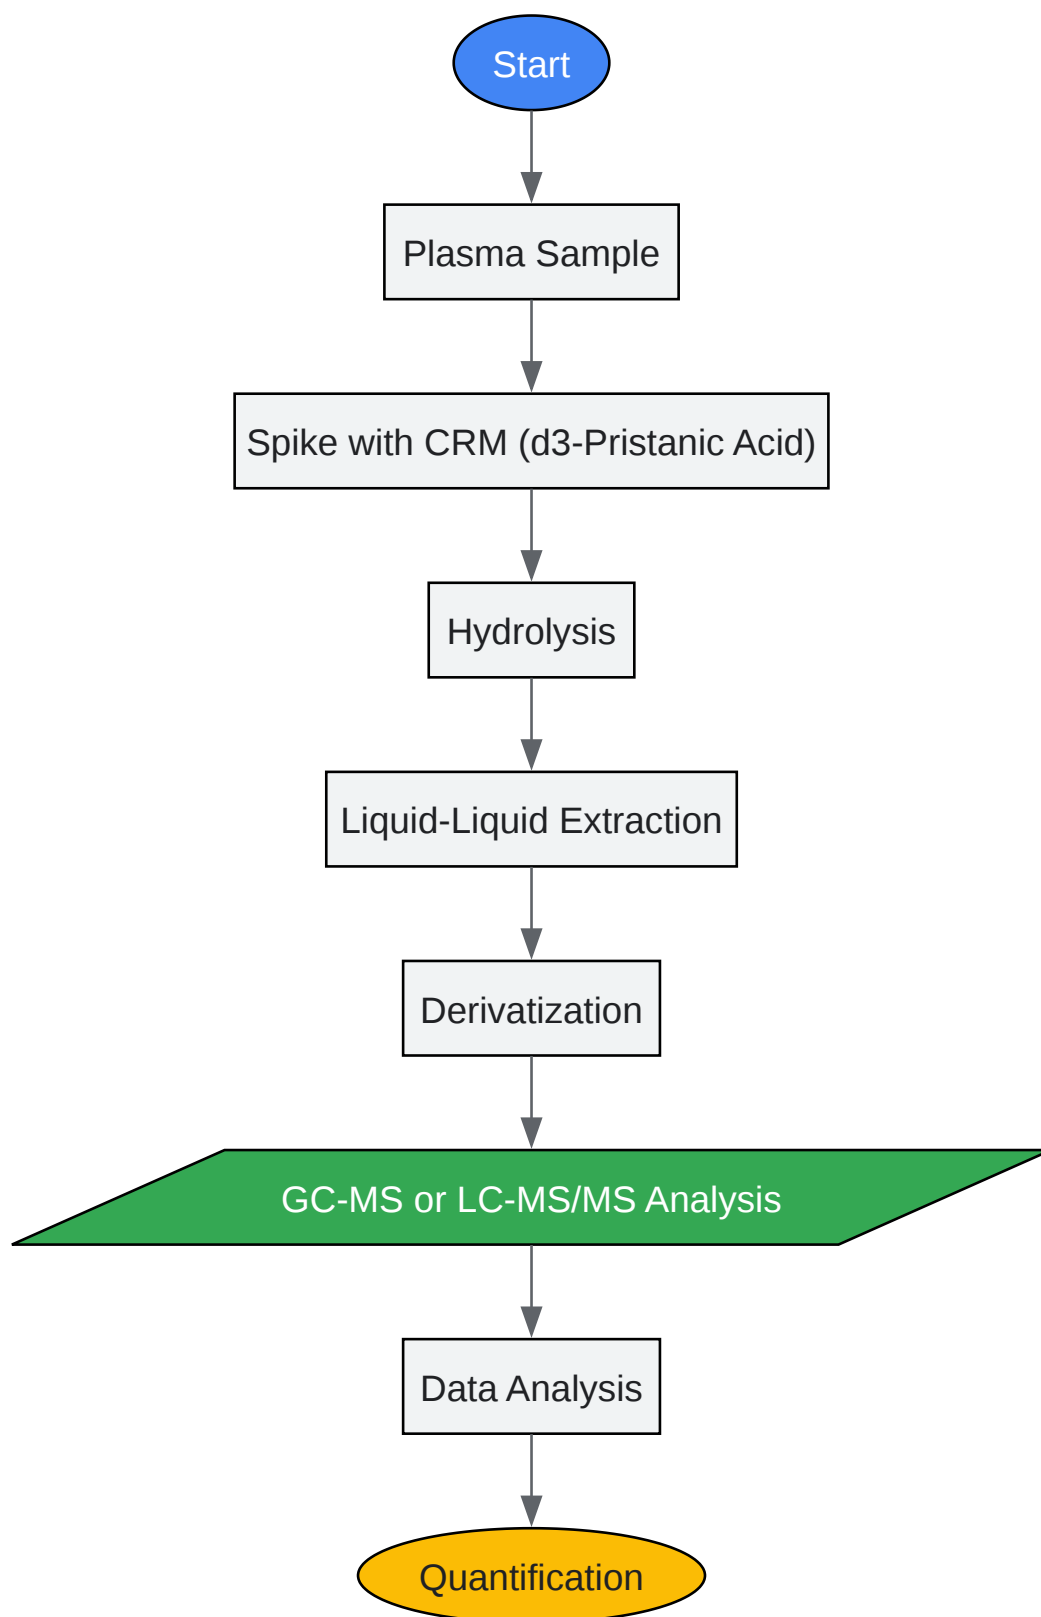 Start
Plasma Sample
Spike with CRM (d3-Pristanic Acid)
Hydrolysis
Liquid-Liquid Extraction
Derivatization
GC-MS or LC-MS/MS Analysis
Data Analysis
Quantification